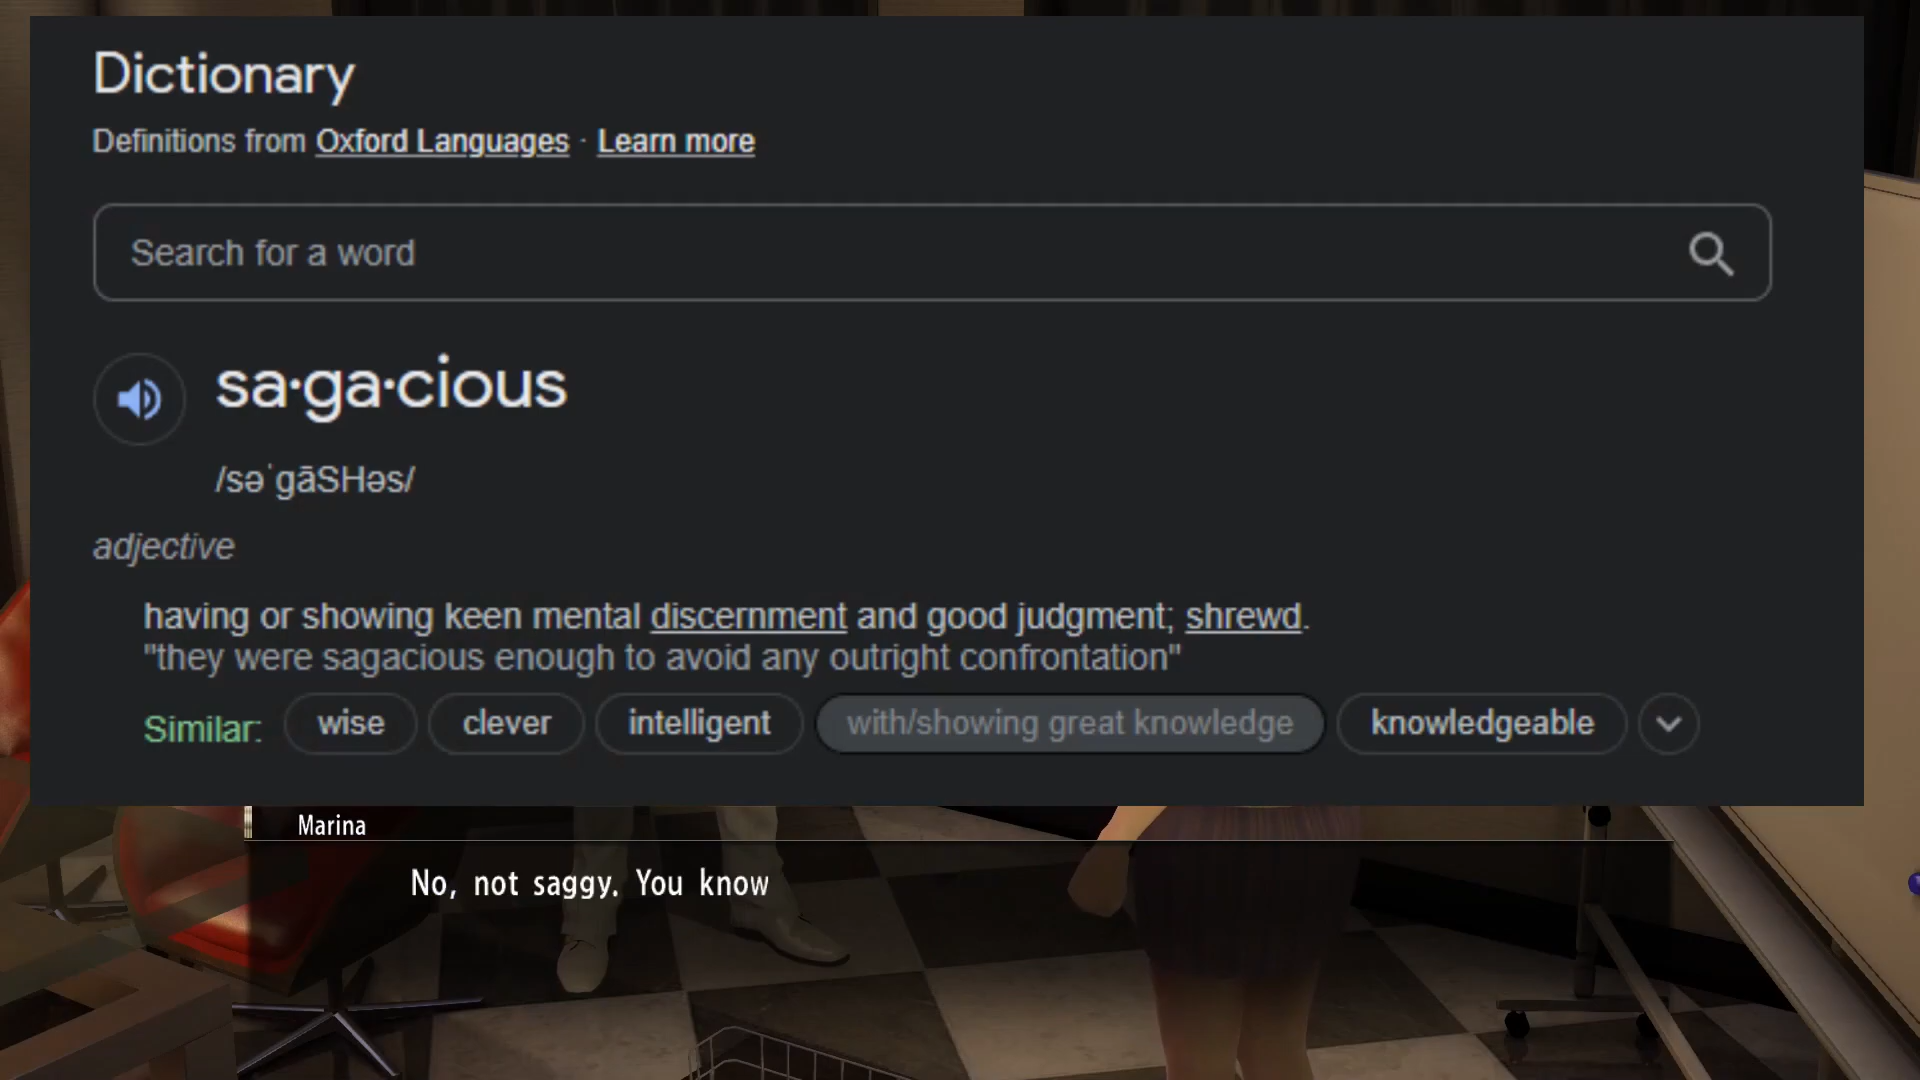 Dictionary
Definitions from Oxford Languages · Learn more
Search for a word
sa·ga·cious
/səˈɡāSHəs/
adjective
having or showing keen mental discernment and good judgment; shrewd.
"they were sagacious enough to avoid any outright confrontation"
Similar: wise clever intelligent with/showing great knowledge knowledgeable
Marina
No, not saggy. You know